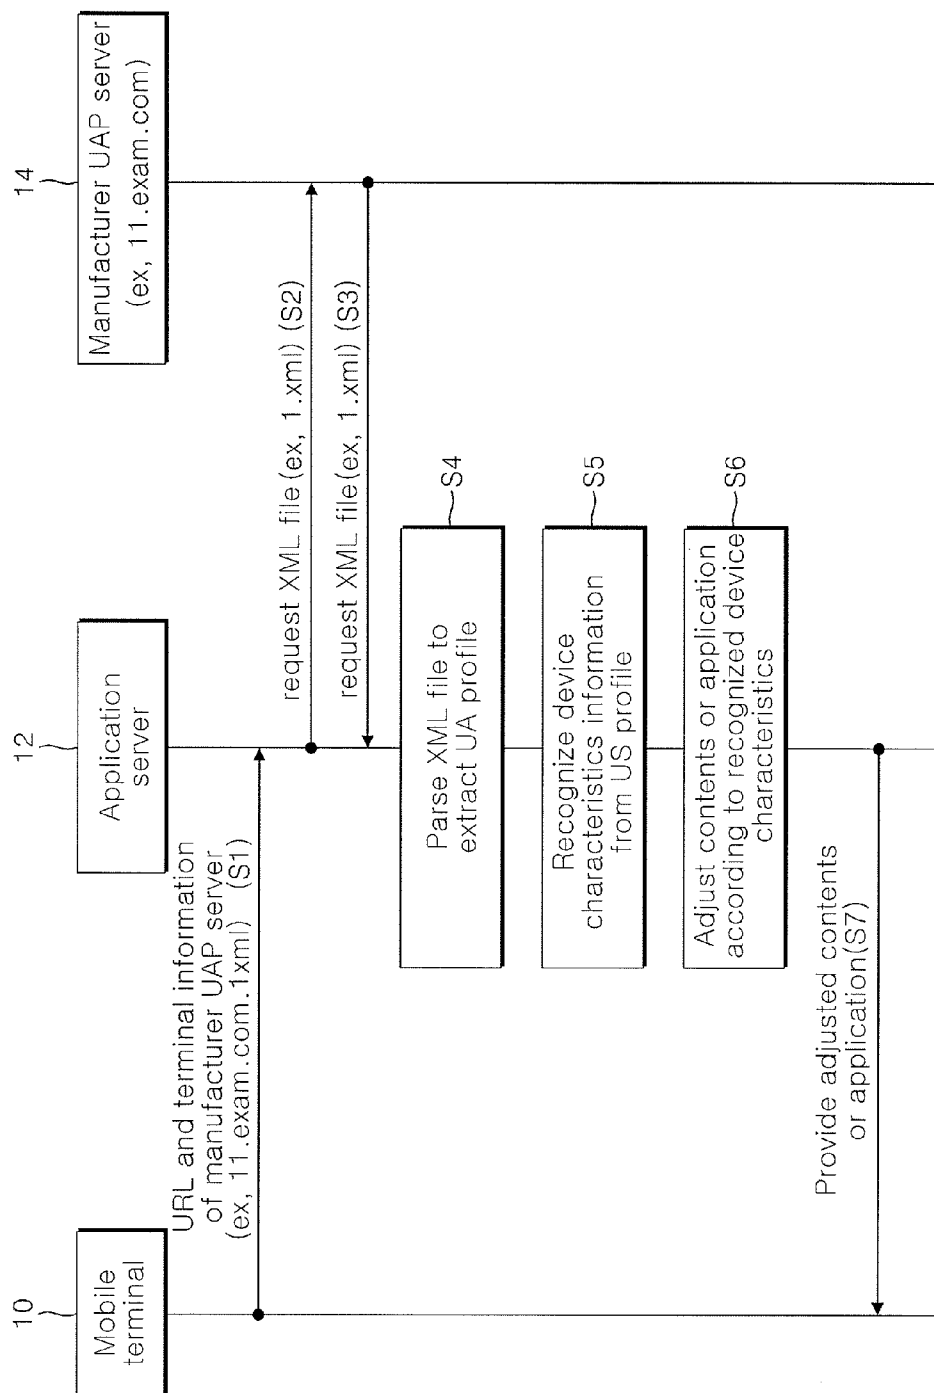 10
Mobile
terminal
12
Application
server
14
Manufacturer UAP server
(ex, 11.exam.com)
URL and terminal information
of manufacturer UAP server
(ex, 11.exam.com.1xml) (S1)
request XML file(ex, 1.xml) (S2)
request XML file(ex, 1.xml) (S3)
Parse XML file to
extract UA profile
S4
Recognize device
characteristics information
from US profile
S5
Adjust contents or application
according to recognized device
characteristics
S6
Provide adjusted contents
or application(S7)